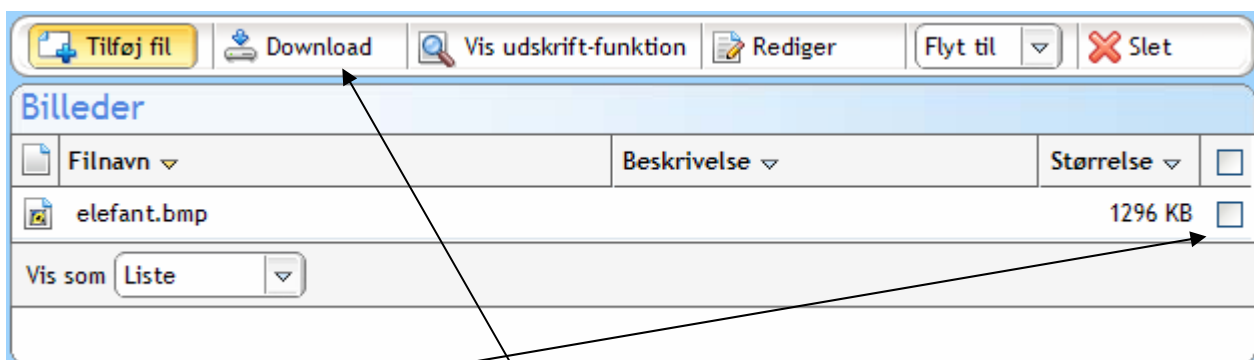 Tilføj fil Download Vis udskrift-funktion Rediger Flyt til Slet
Billeder
Filnavn Beskrivelse Størrelse
elefant.bmp 1296 KB
Vis som Liste